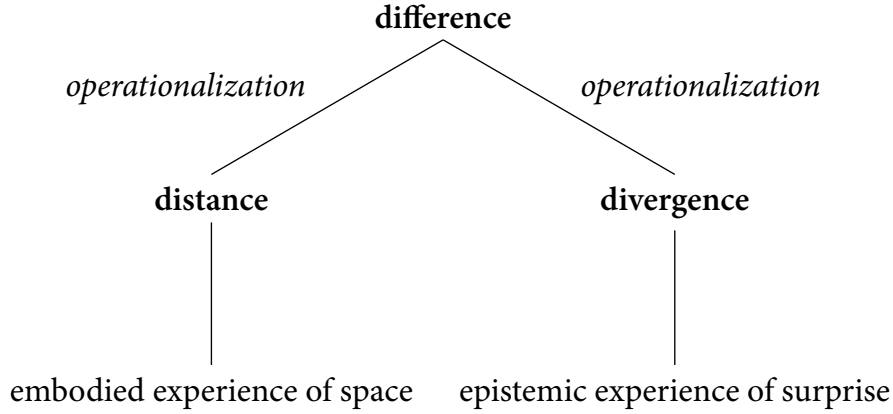 difference
operationalization operationalization
distance divergence
embodied experience of space epistemic experience of surprise